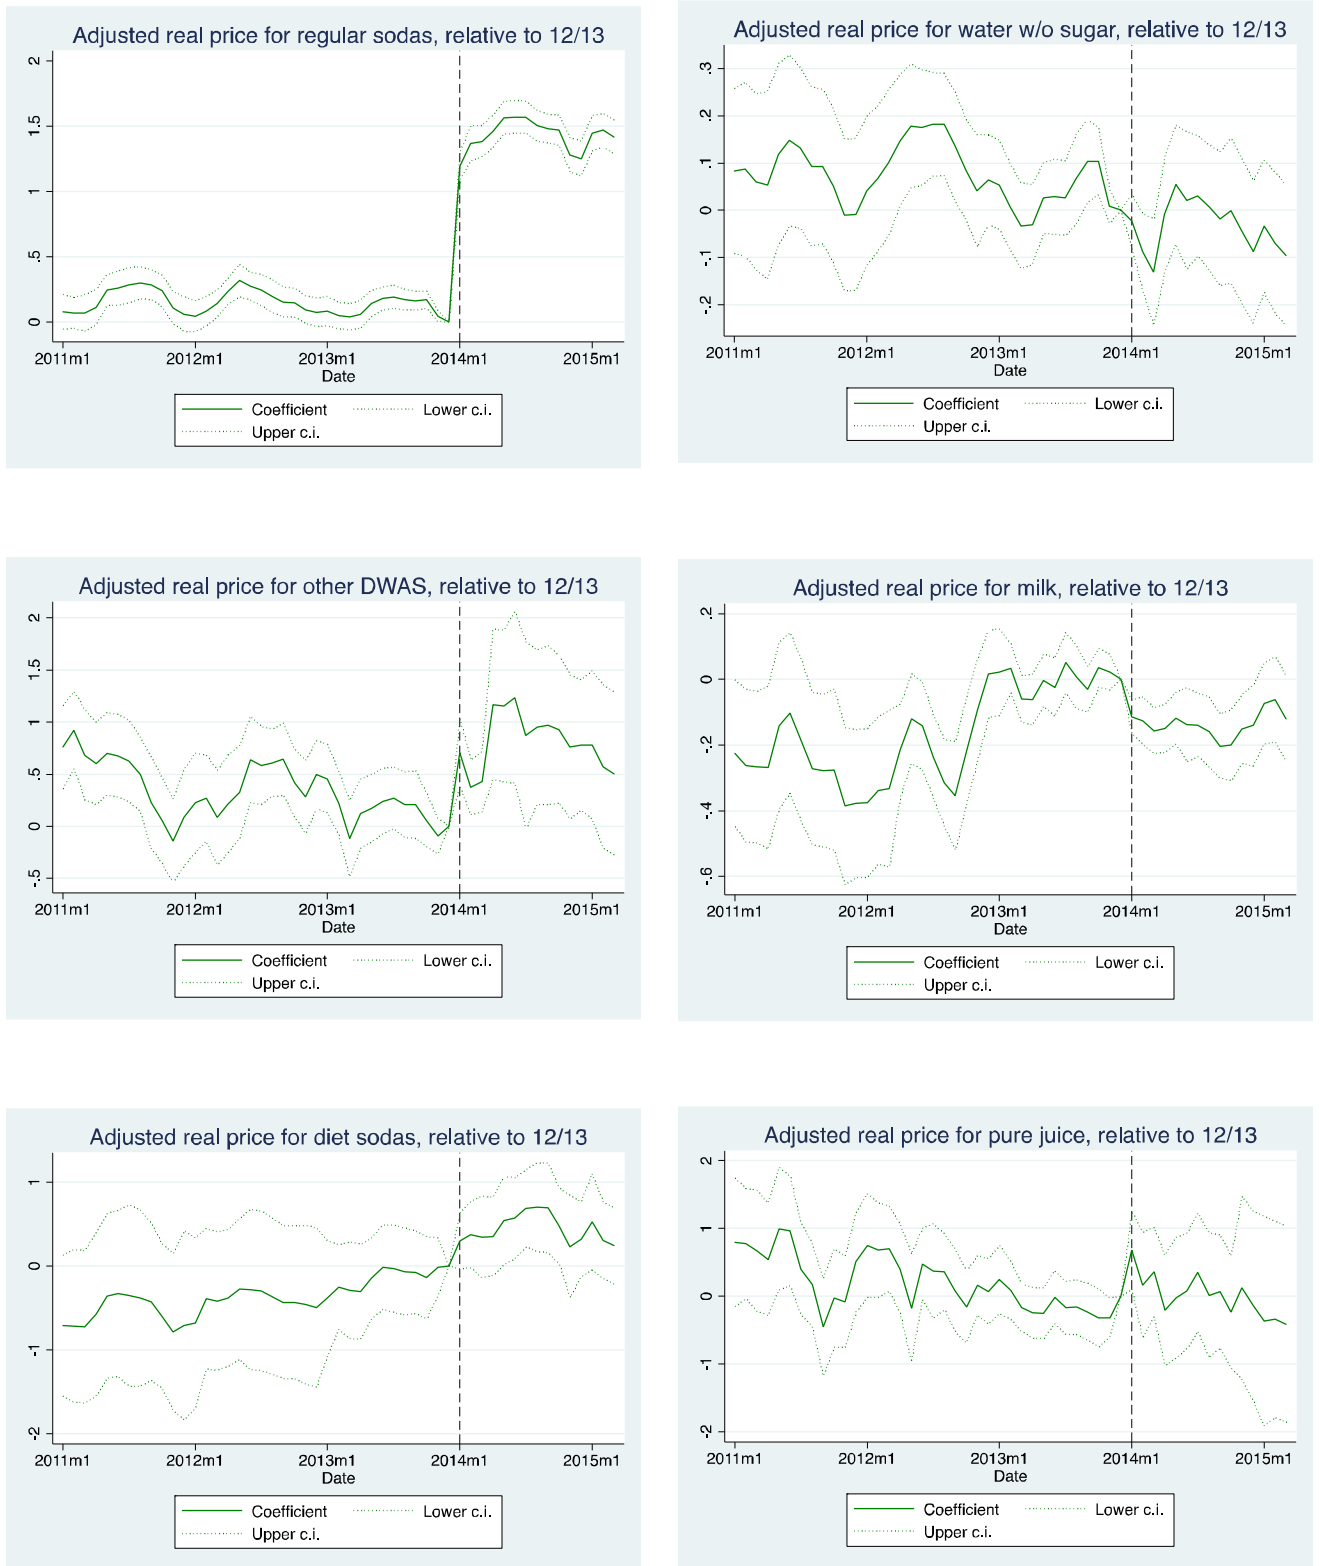 Adjusted real price for regular sodas, relative to 12/13
2
1.5
1
.5
0
2011m1 2012m1 2013m1 2014m1 2015m1
Date
Coefficient Lower c.i.
Upper c.i.
Adjusted real price for water w/o sugar, relative to 12/13
.3
.2
.1
0
-.1
-.2
2011m1 2012m1 2013m1 2014m1 2015m1
Date
Coefficient Lower c.i.
Upper c.i.
Adjusted real price for other DWAS, relative to 12/13
2
1.5
1
.5
0
-.5
2011m1 2012m1 2013m1 2014m1 2015m1
Date
Coefficient Lower c.i.
Upper c.i.
Adjusted real price for milk, relative to 12/13
.2
0
-.2
-.4
-.6
2011m1 2012m1 2013m1 2014m1 2015m1
Date
Coefficient Lower c.i.
Upper c.i.
Adjusted real price for diet sodas, relative to 12/13
1
0
-1
-2
2011m1 2012m1 2013m1 2014m1 2015m1
Date
Coefficient Lower c.i.
Upper c.i.
Adjusted real price for pure juice, relative to 12/13
2
1
0
-1
-2
2011m1 2012m1 2013m1 2014m1 2015m1
Date
Coefficient Lower c.i.
Upper c.i.